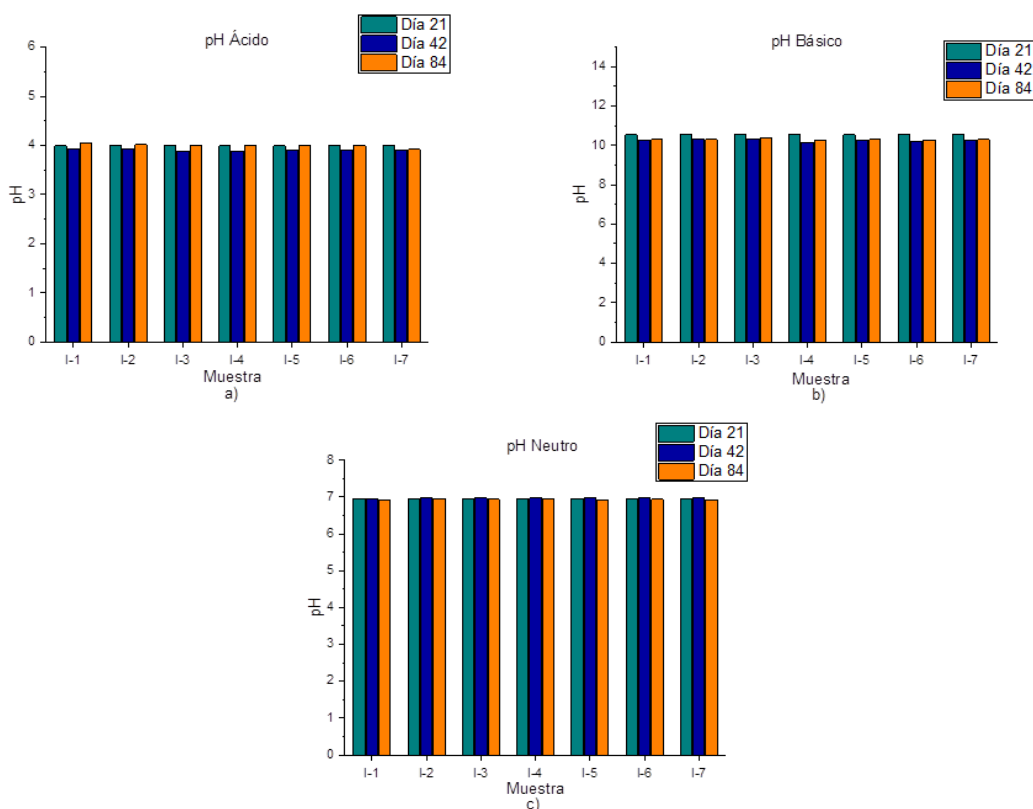 pH Ácido
Día 21
Día 42
Día 84
6
5
4
3
2
1
0
pH
I-1 I-2 I-3 I-4 I-5 I-6 I-7
Muestra
a)
pH Básico
Día 21
Día 42
Día 84
14
12
10
8
6
4
2
0
pH
I-1 I-2 I-3 I-4 I-5 I-6 I-7
Muestra
b)
pH Neutro
Día 21
Día 42
Día 84
8
7
6
5
4
3
2
1
0
pH
I-1 I-2 I-3 I-4 I-5 I-6 I-7
Muestra
c)